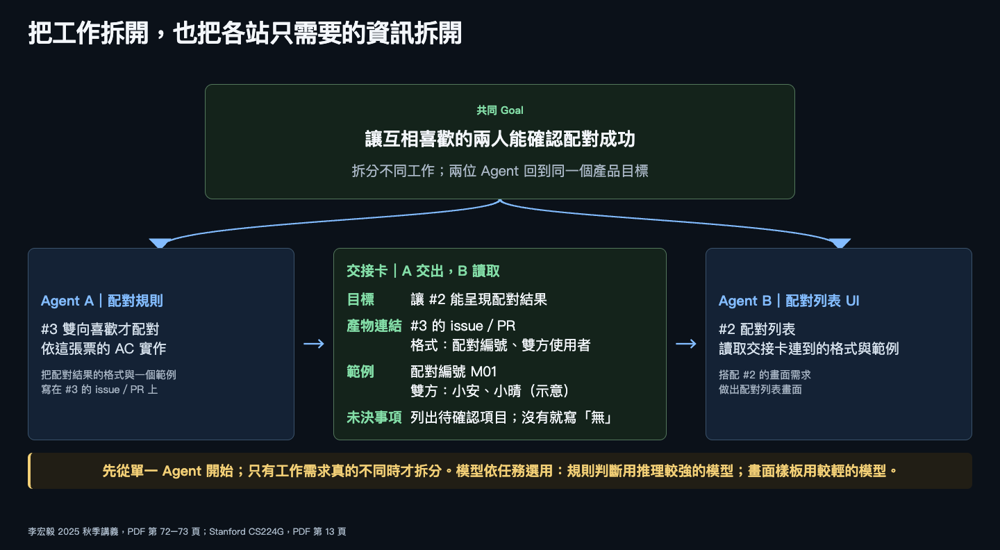 把工作拆開，也把各站只需要的資訊拆開
共同 Goal
讓互相喜歡的兩人能確認配對成功
拆分不同工作；兩位 Agent 回到同一個產品目標
Agent A｜配對規則
#3 雙向喜歡才配對
依這張票的 AC 實作
把配對結果的格式與一個範例
寫在 #3 的 issue / PR 上
交接卡｜A 交出，B 讀取
目標 讓 #2 能呈現配對結果
產物連結 #3 的 issue / PR
格式：配對編號、雙方使用者
範例 配對編號 M01
雙方：小安、小晴（示意）
未決事項 列出待確認項目；沒有就寫「無」
Agent B｜配對列表 UI
#2 配對列表
讀取交接卡連到的格式與範例
搭配 #2 的畫面需求
做出配對列表畫面
先從單一 Agent 開始；只有工作需求真的不同時才拆分。模型依任務選用：規則判斷用推理較強的模型；畫面樣板用較輕的模型。
李宏毅 2025 秋季講義，PDF 第 72–73 頁；Stanford CS224G，PDF 第 13 頁